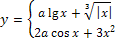 y = { a lg x + ∛|x|
2a cos x + 3x²